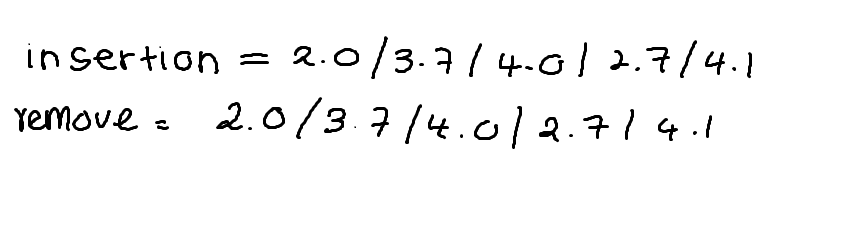 insertion = 2.0/3.7/4.0/2.7/4.1
remove = 2.0/3.7/4.0/2.7/4.1